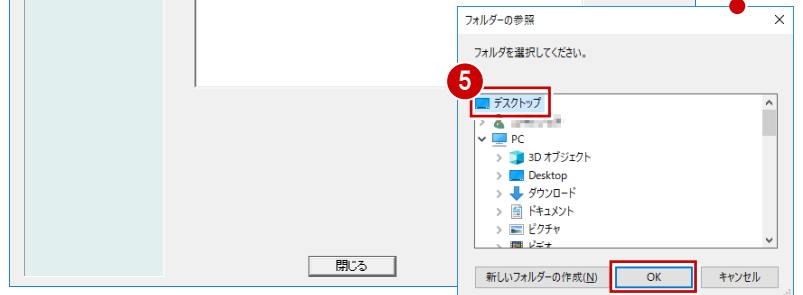 フォルダーの参照
フォルダを選択してください。
5
デスクトップ
PC
3D オブジェクト
Desktop
ダウンロード
ドキュメント
ピクチャ
ビデオ
閉じる
新しいフォルダーの作成(N)
OK
キャンセル